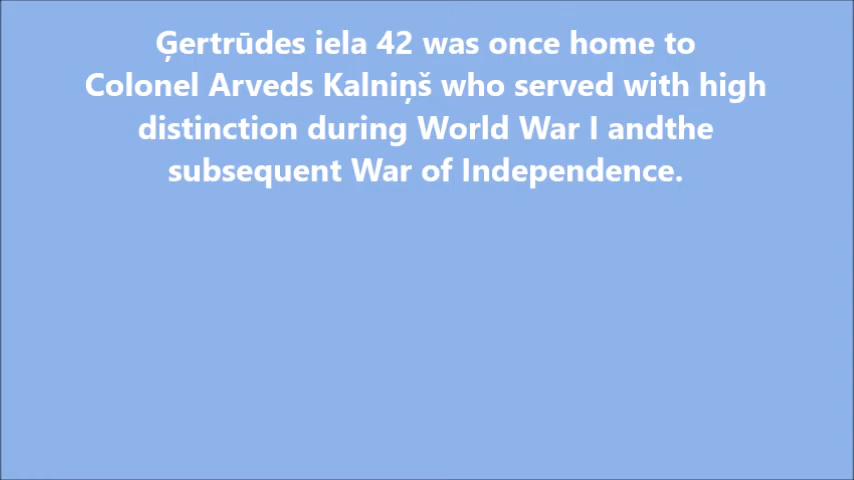 Ģertrūdes iela 42 was once home to
Colonel Arveds Kalniņš who served with high
distinction during World War I andthe
subsequent War of Independence.